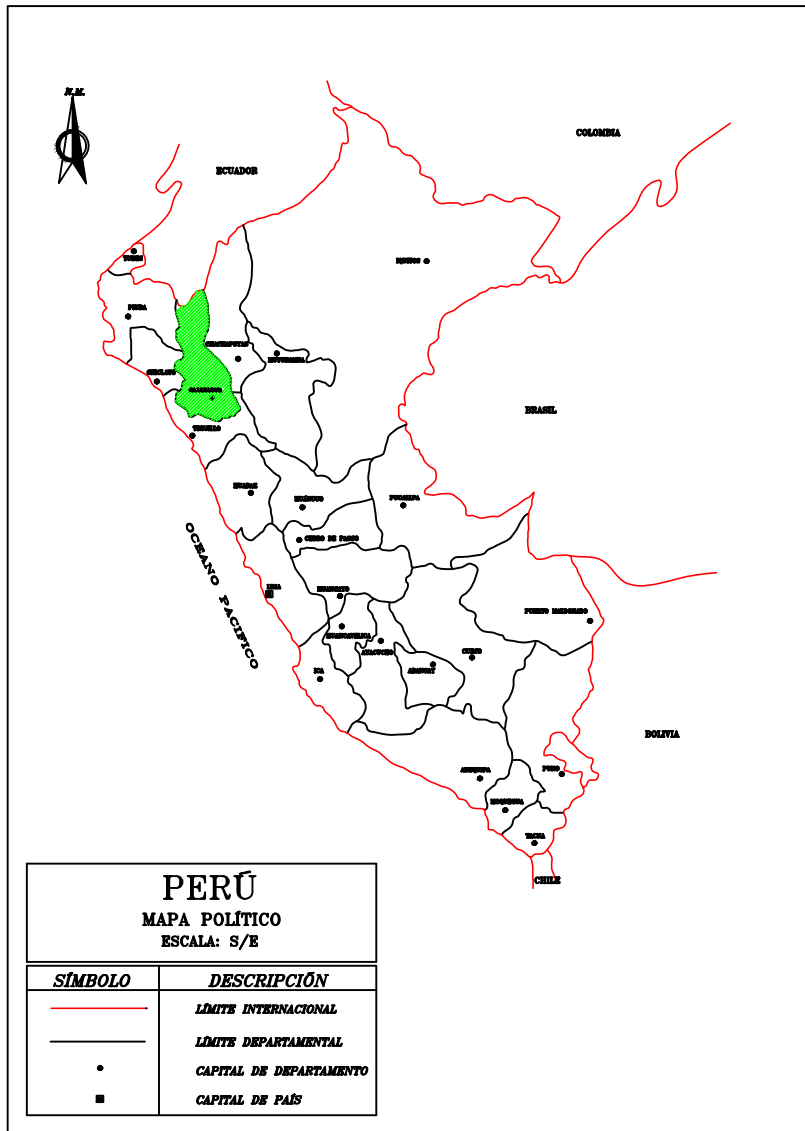 N.M.
COLOMBIA
ECUADOR
TUMBES
IQUITOS
PIURA
CHACHAPOYAS
MOYOBAMBA
CHICLAYO
CAJAMARCA
BRASIL
TRUJILLO
HUARAZ
HUÁNUCO
PUCALLPA
CERRO DE PASCO
OCEANO PACIFICO
LIMA
HUANCAYO
PUERTO MALDONADO
HUANCAVELICA
AYACUCHO
CUZCO
ICA
ABANCAY
BOLIVIA
AREQUIPA
PUNO
MOQUEGUA
TACNA
CHILE
PERÚ
MAPA POLÍTICO
ESCALA: S/E
SÍMBOLO DESCRIPCIÓN
LÍMITE INTERNACIONAL
LÍMITE DEPARTAMENTAL
CAPITAL DE DEPARTAMENTO
CAPITAL DE PAÍS